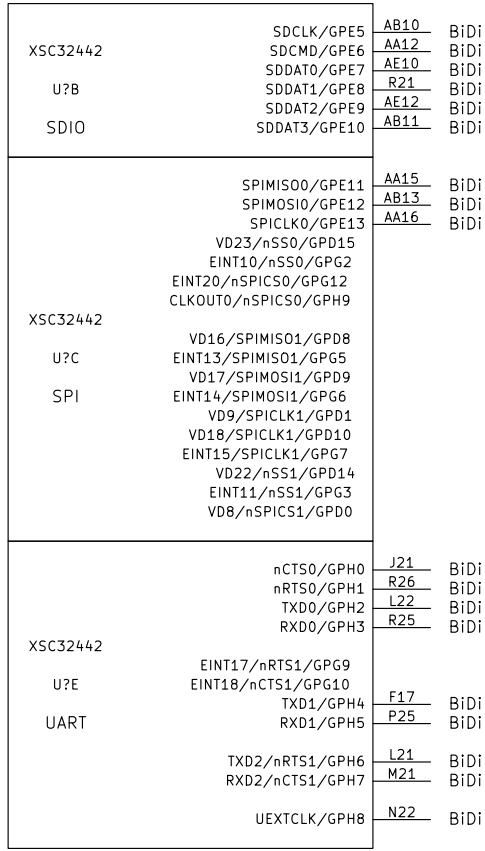 SDCLK/GPE5 AB10 BiDi
XSC32442 SDCMD/GPE6 AA12 BiDi
SDDAT0/GPE7 AE10 BiDi
U?B SDDAT1/GPE8 R21 BiDi
SDDAT2/GPE9 AE12 BiDi
SDIO SDDAT3/GPE10 AB11 BiDi
SPIMISO0/GPE11 AA15 BiDi
SPIMOSI0/GPE12 AB13 BiDi
SPICLK0/GPE13 AA16 BiDi
VD23/nSS0/GPD15
EINT10/nSS0/GPG2
EINT20/nSPICS0/GPG12
CLKOUT0/nSPICS0/GPH9
XSC32442
VD16/SPIMISO1/GPD8
U?C EINT13/SPIMISO1/GPG5
VD17/SPIMOSI1/GPD9
SPI EINT14/SPIMOSI1/GPG6
VD9/SPICLK1/GPD1
VD18/SPICLK1/GPD10
EINT15/SPICLK1/GPG7
VD22/nSS1/GPD14
EINT11/nSS1/GPG3
VD8/nSPICS1/GPD0
nCTS0/GPH0 J21 BiDi
nRTS0/GPH1 R26 BiDi
TXD0/GPH2 L22 BiDi
RXD0/GPH3 R25 BiDi
XSC32442
EINT17/nRTS1/GPG9
U?E EINT18/nCTS1/GPG10
TXD1/GPH4 F17 BiDi
UART RXD1/GPH5 P25 BiDi
TXD2/nRTS1/GPH6 L21 BiDi
RXD2/nCTS1/GPH7 M21 BiDi
UEXTCLK/GPH8 N22 BiDi